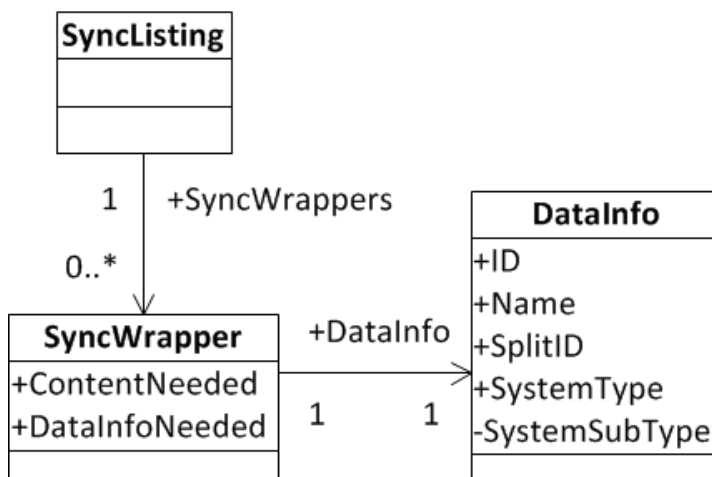 SyncListing
1
+SyncWrappers
0..*
SyncWrapper
+ContentNeeded
+DataInfoNeeded
+DataInfo
1
1
DataInfo
+ID
+Name
+SplitID
+SystemType
-SystemSubType